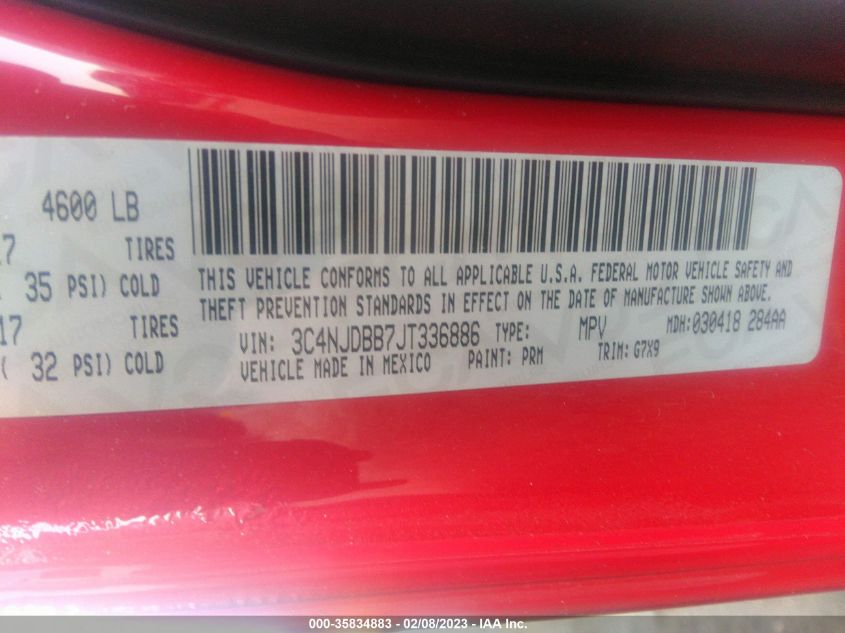 4600 LB
17 TIRES
35 PSI) COLD
17 TIRES
( 32 PSI) COLD
THIS VEHICLE CONFORMS TO ALL APPLICABLE U.S.A. FEDERAL MOTOR VEHICLE SAFETY AND
THEFT PREVENTION STANDARDS IN EFFECT ON THE DATE OF MANUFACTURE SHOWN ABOVE.
VIN: 3C4NJDBB7JT336886 TYPE: MPV MDH:030418 284AA
VEHICLE MADE IN MEXICO PAINT: PRM TRIM: G7X9
000-35834883 - 02/08/2023 - IAA Inc.